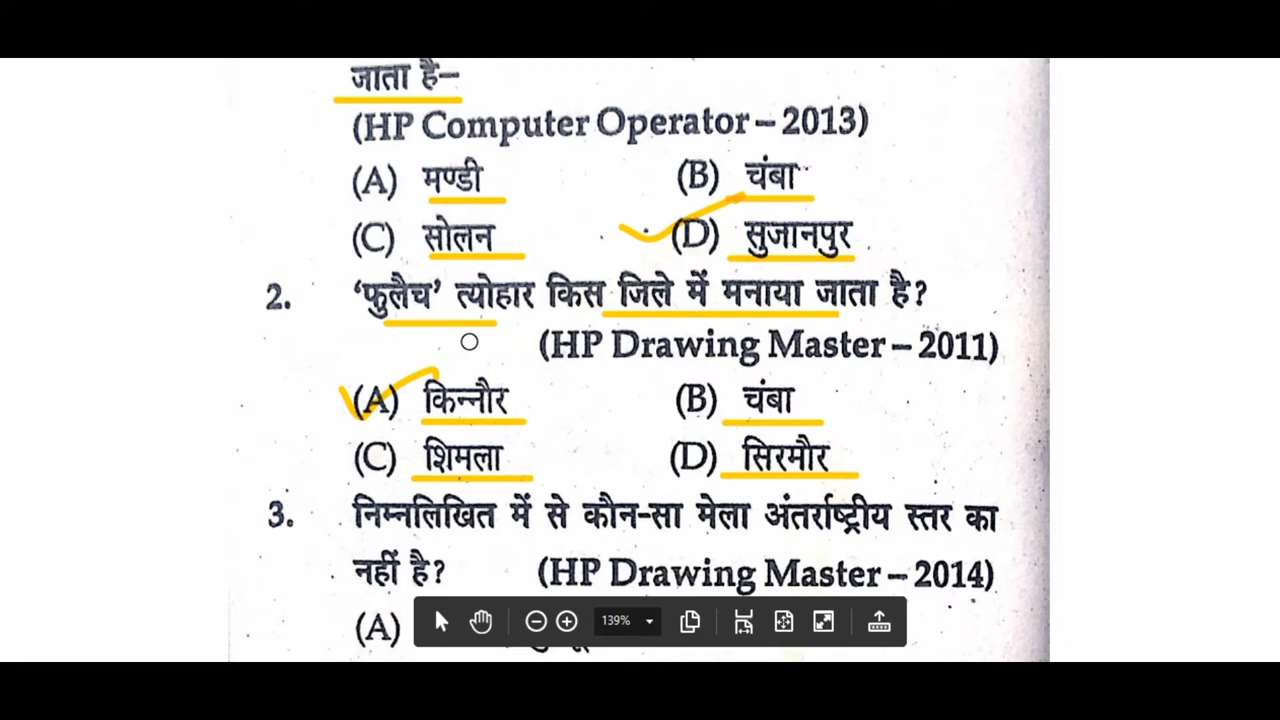 जाता है–
(HP Computer Operator – 2013)
(A) मण्डी (B) चंबा
(C) सोलन (D) सुजानपुर
2. ‘फुलैच’ त्योहार किस जिले में मनाया जाता है?
(HP Drawing Master – 2011)
(A) किन्नौर (B) चंबा
(C) शिमला (D) सिरमौर
3. निम्नलिखित में से कौन-सा मेला अंतर्राष्ट्रीय स्तर का
नहीं है? (HP Drawing Master – 2014)
(A)
139%